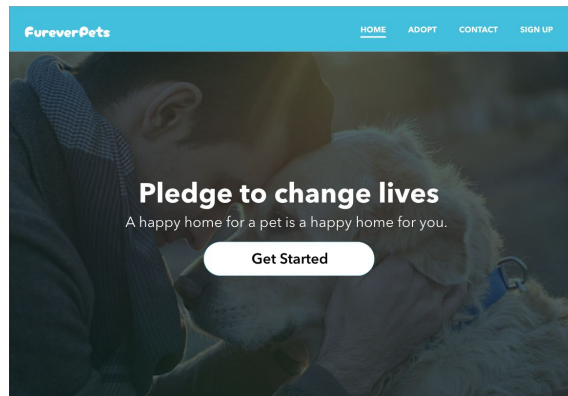 FureverPets
HOME ADOPT CONTACT SIGN UP
Pledge to change lives
A happy home for a pet is a happy home for you.
Get Started